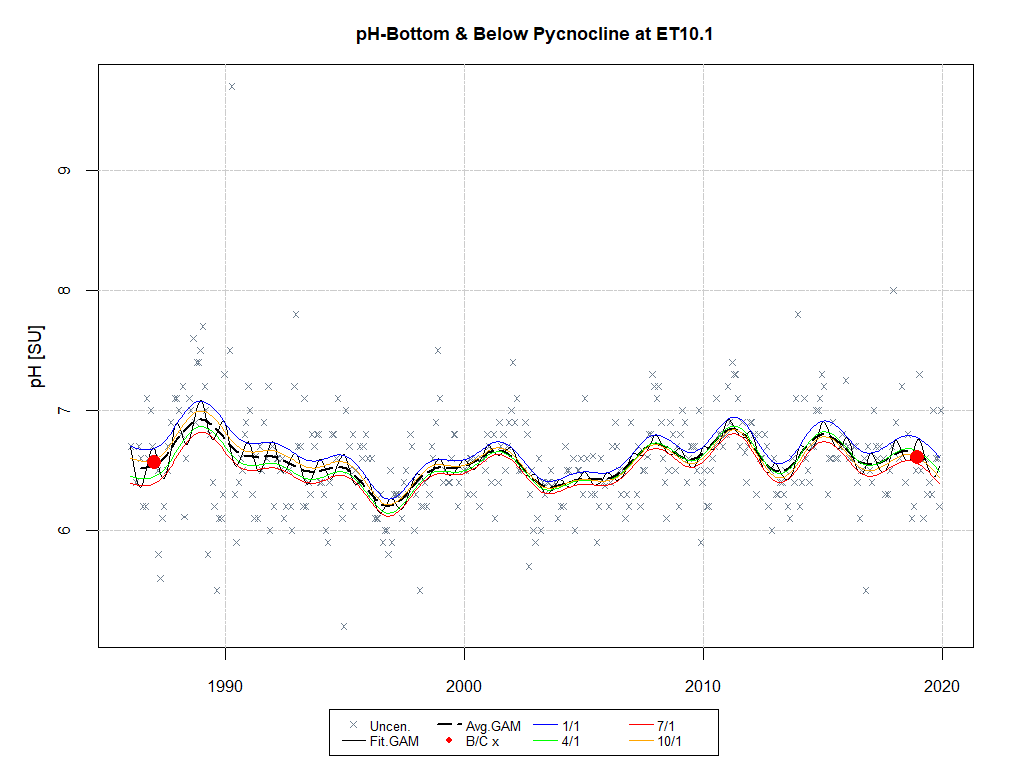 pH-Bottom & Below Pycnocline at ET10.1
pH [SU]
9
8
7
6
1990 2000 2010 2020
Uncen. Avg.GAM 1/1 7/1
Fit.GAM B/C x 4/1 10/1